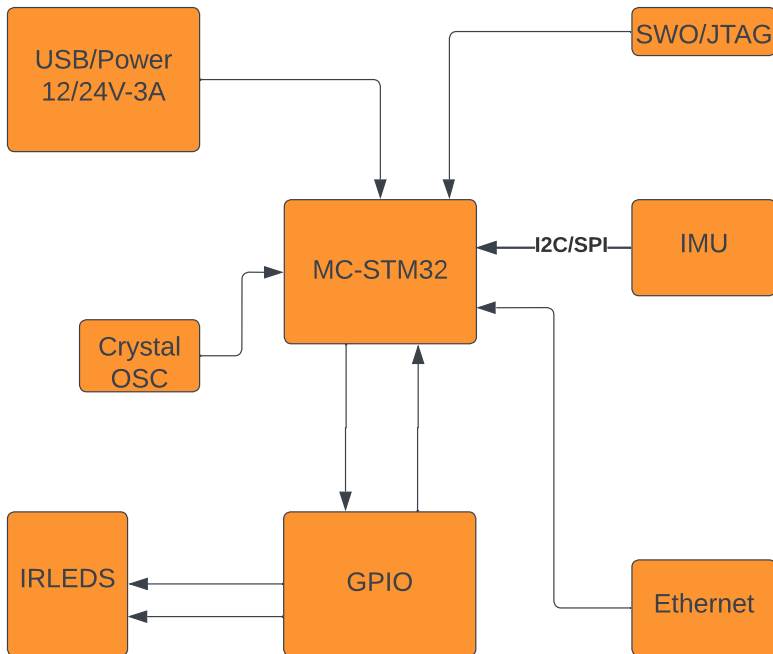 USB/Power
12/24V-3A
SWO/JTAG
MC-STM32
I2C/SPI
IMU
Crystal
OSC
IRLEDS
GPIO
Ethernet